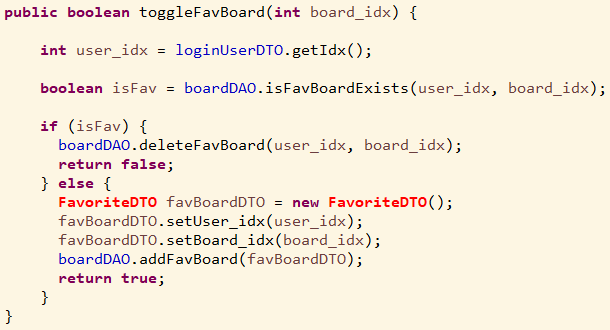 public boolean toggleFavBoard(int board_idx) {
int user_idx = loginUserDTO.getIdx();
boolean isFav = boardDAO.isFavBoardExists(user_idx, board_idx);
if (isFav) {
boardDAO.deleteFavBoard(user_idx, board_idx);
return false;
} else {
FavoriteDTO favBoardDTO = new FavoriteDTO();
favBoardDTO.setUser_idx(user_idx);
favBoardDTO.setBoard_idx(board_idx);
boardDAO.addFavBoard(favBoardDTO);
return true;
}
}